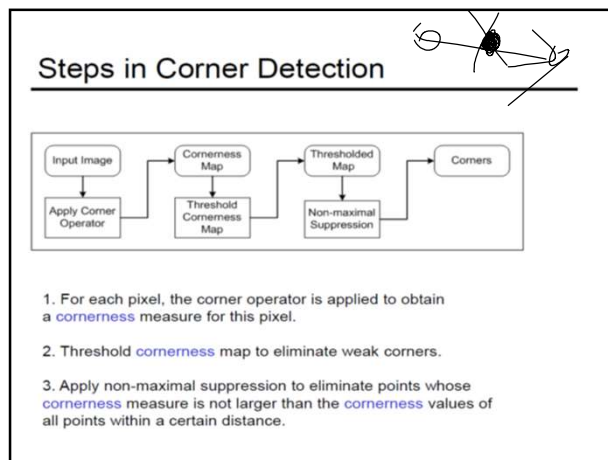 Steps in Corner Detection
Input Image
Cornerness
Map
Thresholded
Map
Corners
Apply Corner
Operator
Threshold
Cornerness
Map
Non-maximal
Suppression
1. For each pixel, the corner operator is applied to obtain
a cornerness measure for this pixel.
2. Threshold cornerness map to eliminate weak corners.
3. Apply non-maximal suppression to eliminate points whose
cornerness measure is not larger than the cornerness values of
all points within a certain distance.